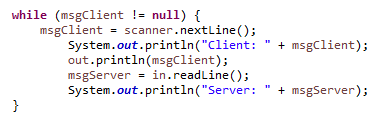 while (msgClient != null) {
msgClient = scanner.nextLine();
System.out.println("Client: " + msgClient);
out.println(msgClient);
msgServer = in.readLine();
System.out.println("Server: " + msgServer);
}